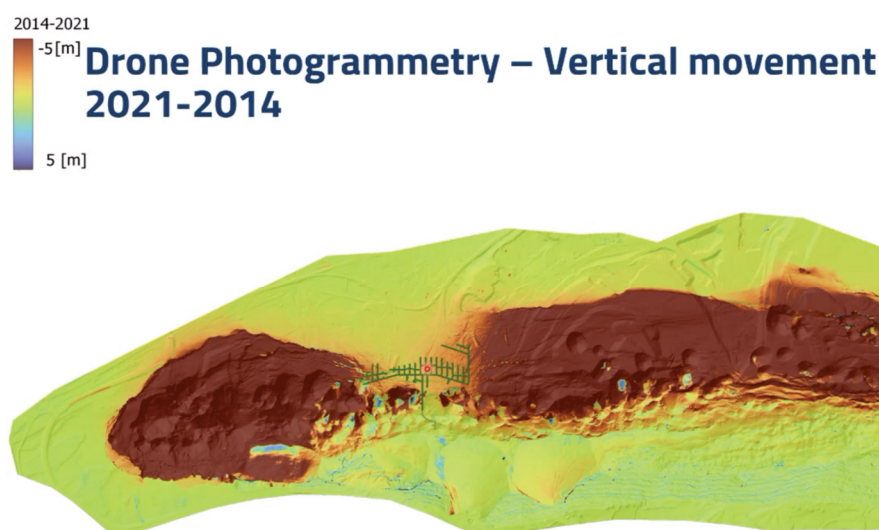 2014-2021
-5[m]
Drone Photogrammetry – Vertical movement
2021-2014
5 [m]